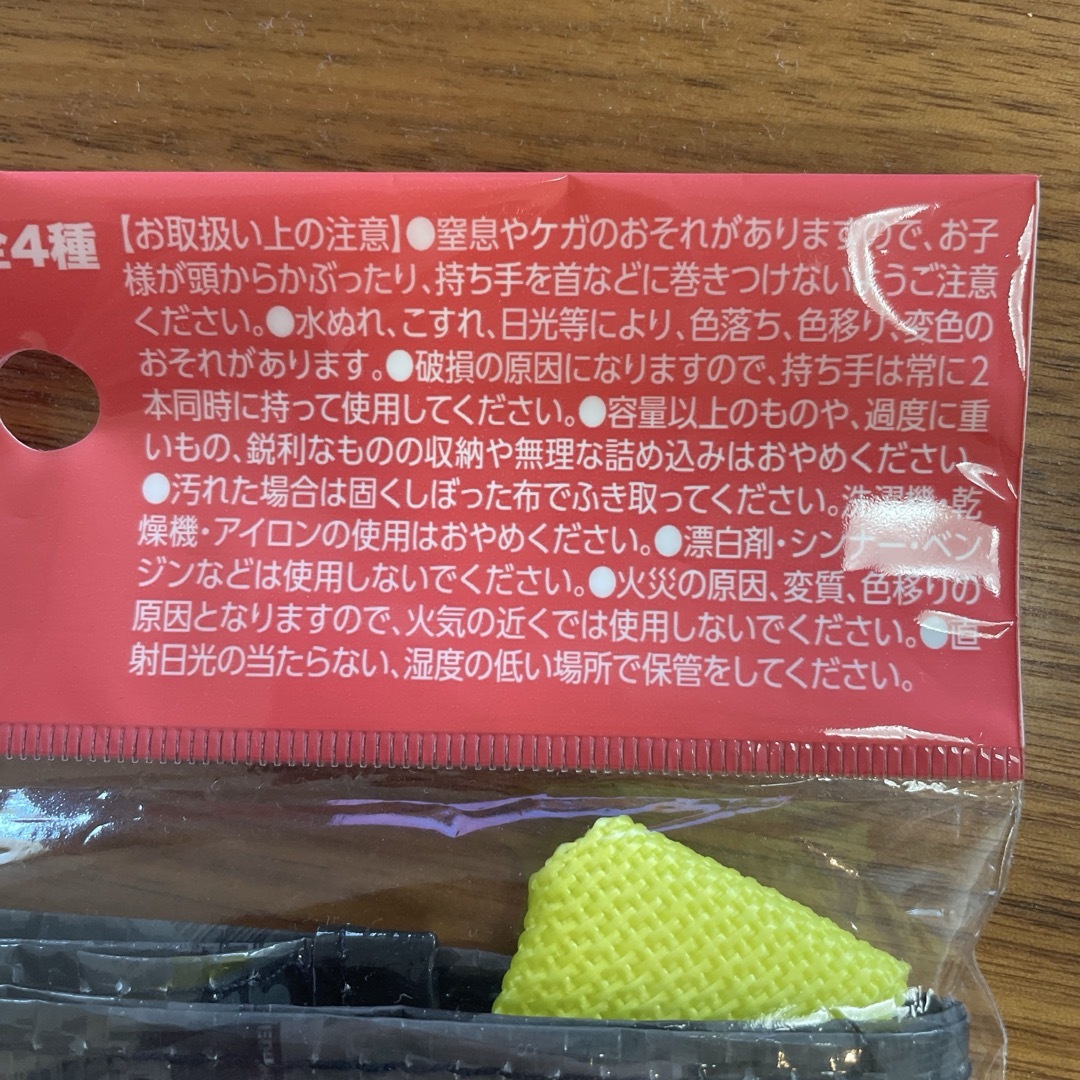 全4種
【お取扱い上の注意】●窒息やケガのおそれがありますので、お子
様が頭からかぶったり、持ち手を首などに巻きつけないようご注意
ください。●水ぬれ、こすれ、日光等により、色落ち、色移り、変色の
おそれがあります。●破損の原因になりますので、持ち手は常に2
本同時に持って使用してください。●容量以上のものや、過度に重
いもの、鋭利なものの収納や無理な詰め込みはおやめください。
●汚れた場合は固くしぼった布でふき取ってください。洗濯機・乾
燥機・アイロンの使用はおやめください。●漂白剤・シンナー・ベン
ジンなどは使用しないでください。●火災の原因、変質、色移りの
原因となりますので、火気の近くでは使用しないでください。●直
射日光の当たらない、湿度の低い場所で保管をしてください。